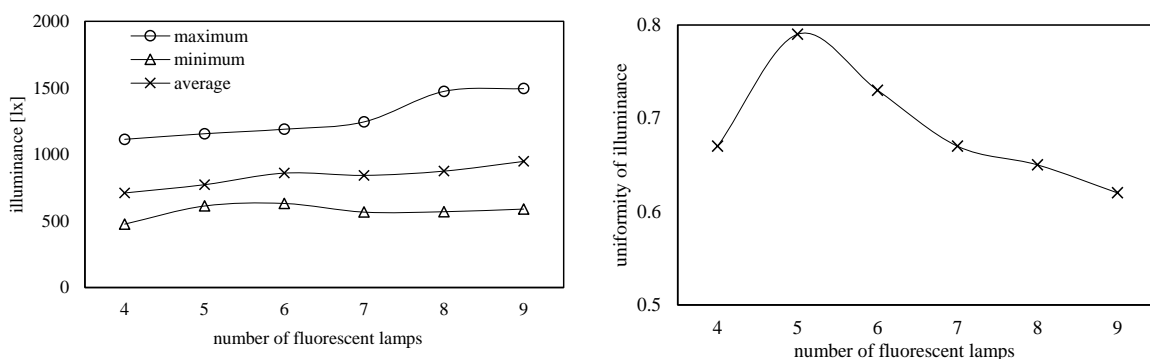 2000
1500
1000
500
0
illuminance [lx]
maximum
minimum
average
4 5 6 7 8 9
number of fluorescent lamps
0.8
0.7
0.6
0.5
uniformity of illuminance
4 5 6 7 8 9
number of fluorescent lamps